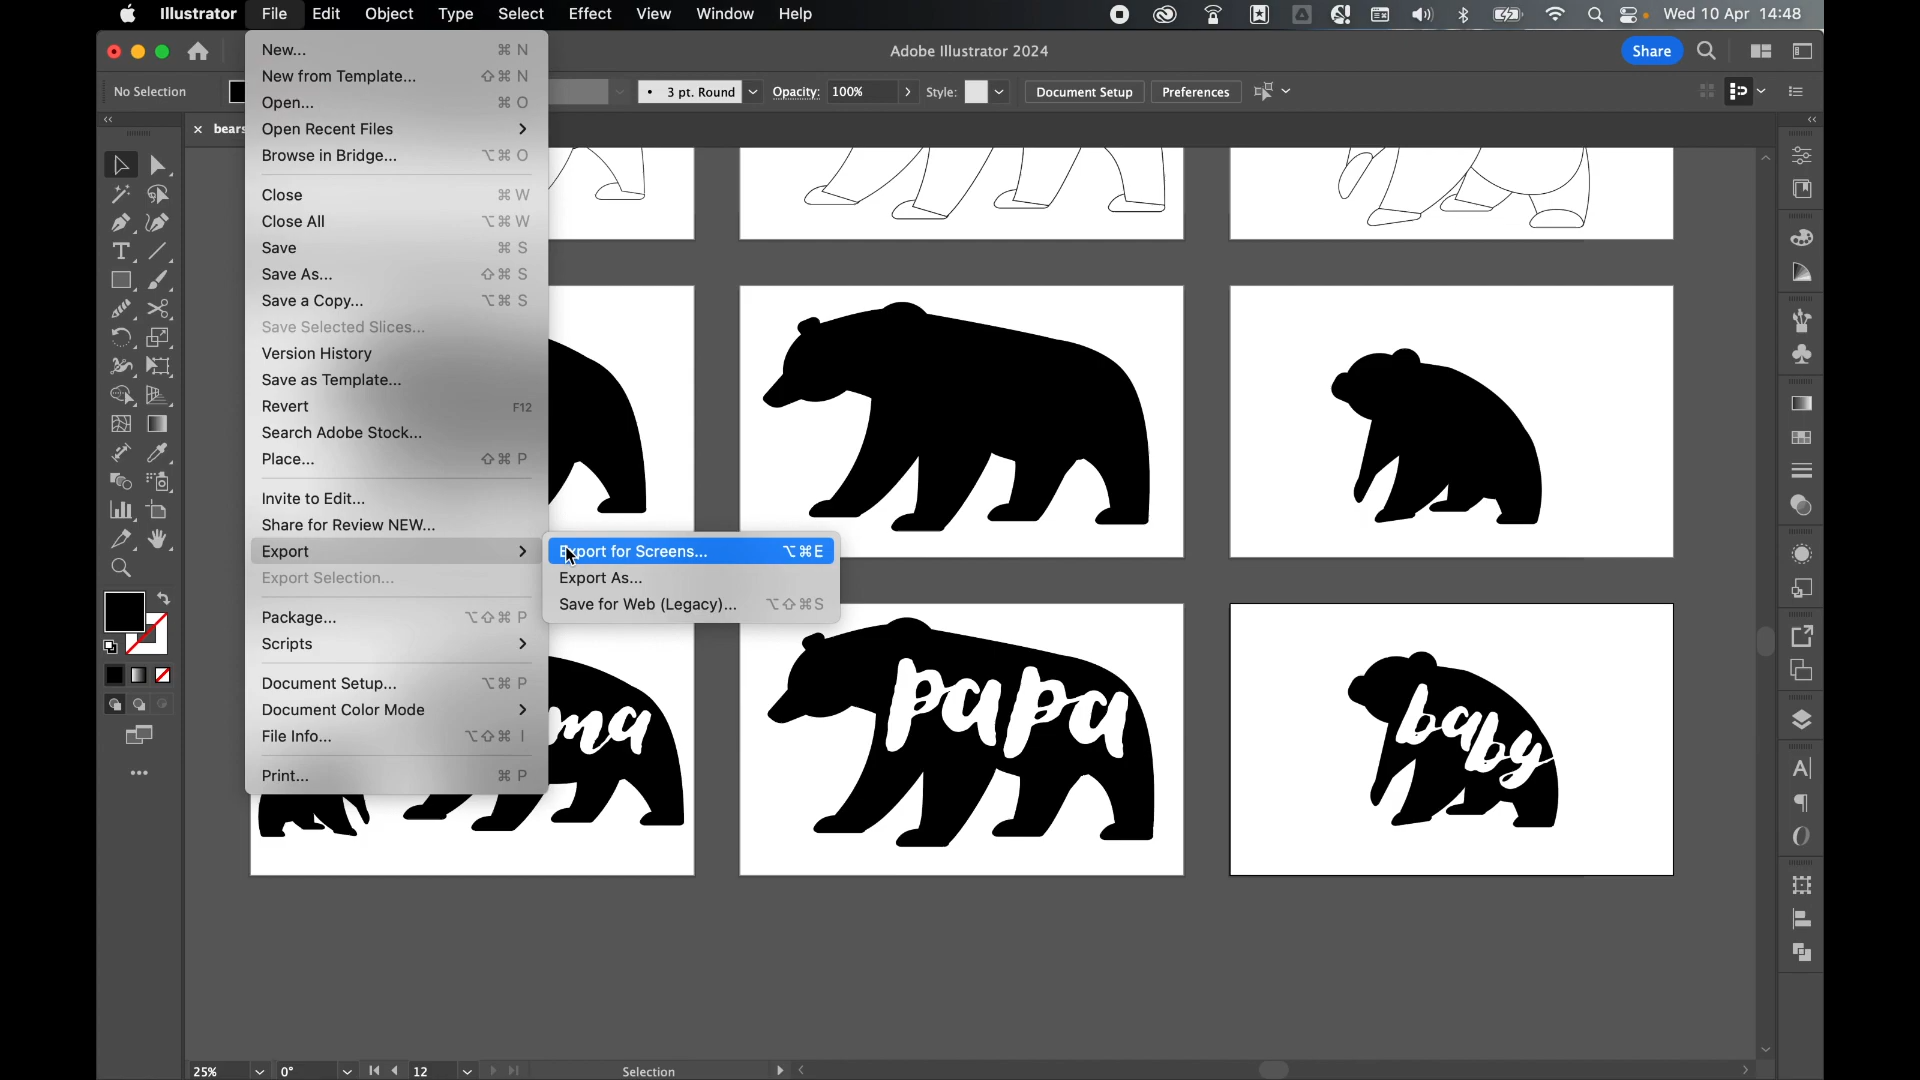 Illustrator File Edit Object Type Select Effect View Window Help Wed 10 Apr 14:48
Adobe Illustrator 2024 Share
No Selection 3 pt. Round Opacity: 100% Style: Document Setup Preferences
bears
New... ⌘ N
New from Template... ⇧⌘ N
Open... ⌘ O
Open Recent Files
Browse in Bridge... ⌥⌘ O
Close ⌘ W
Close All ⌥⌘ W
Save ⌘ S
Save As... ⇧⌘ S
Save a Copy... ⌥⌘ S
Save Selected Slices...
Version History
Save as Template...
Revert F12
Search Adobe Stock...
Place... ⇧⌘ P
Invite to Edit...
Share for Review NEW...
Export
Export Selection...
Package... ⌥⇧⌘ P
Scripts
Document Setup... ⌥⌘ P
Document Color Mode
File Info... ⌥⇧⌘ I
Print... ⌘ P
Export for Screens... ⌥⌘E
Export As...
Save for Web (Legacy)... ⌥⇧⌘S
ma
papa
baby
25% 0° 12 Selection